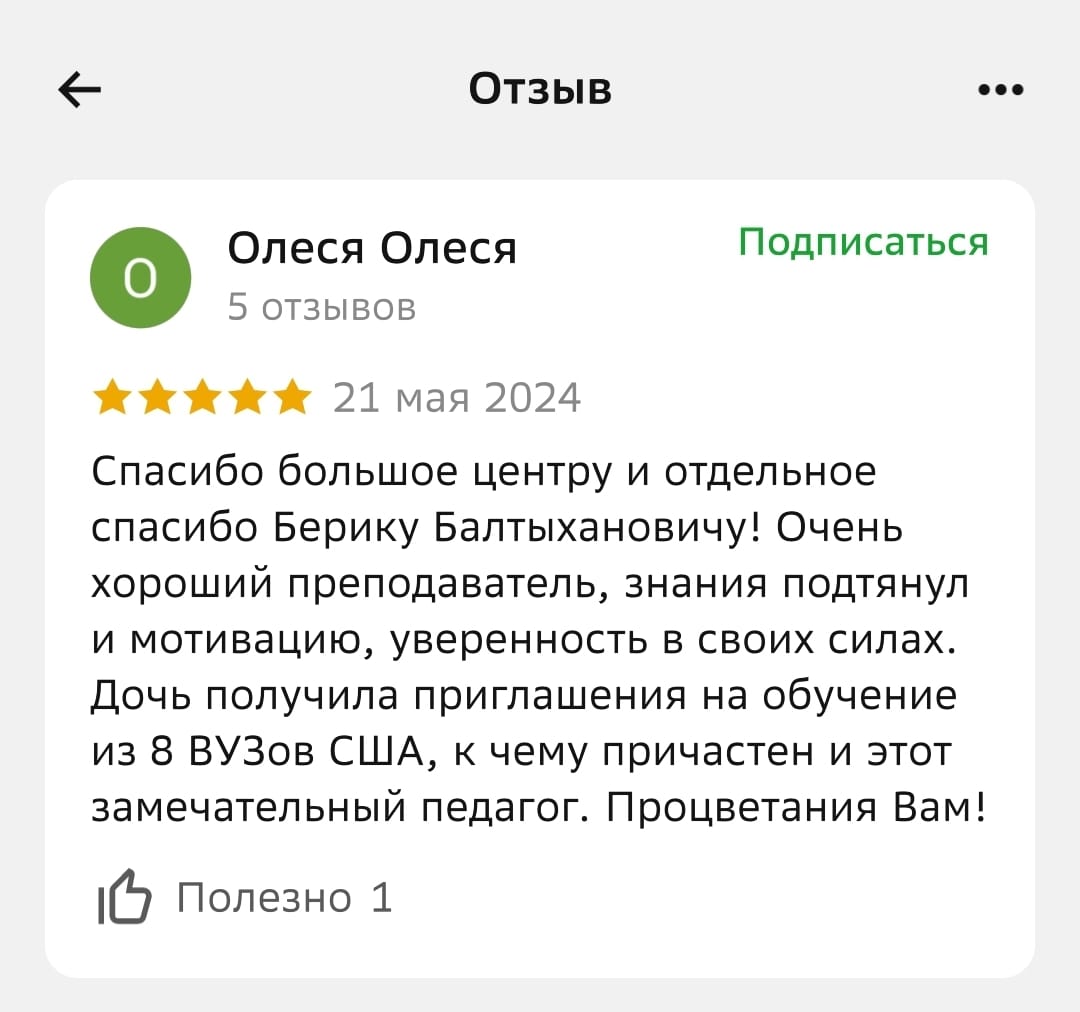 Отзыв
О
Олеся Олеся
Подписаться
5 отзывов
21 мая 2024
Спасибо большое центру и отдельное
спасибо Берику Балтыхановичу! Очень
хороший преподаватель, знания подтянул
и мотивацию, уверенность в своих силах.
Дочь получила приглашения на обучение
из 8 ВУЗов США, к чему причастен и этот
замечательный педагог. Процветания Вам!
Полезно 1